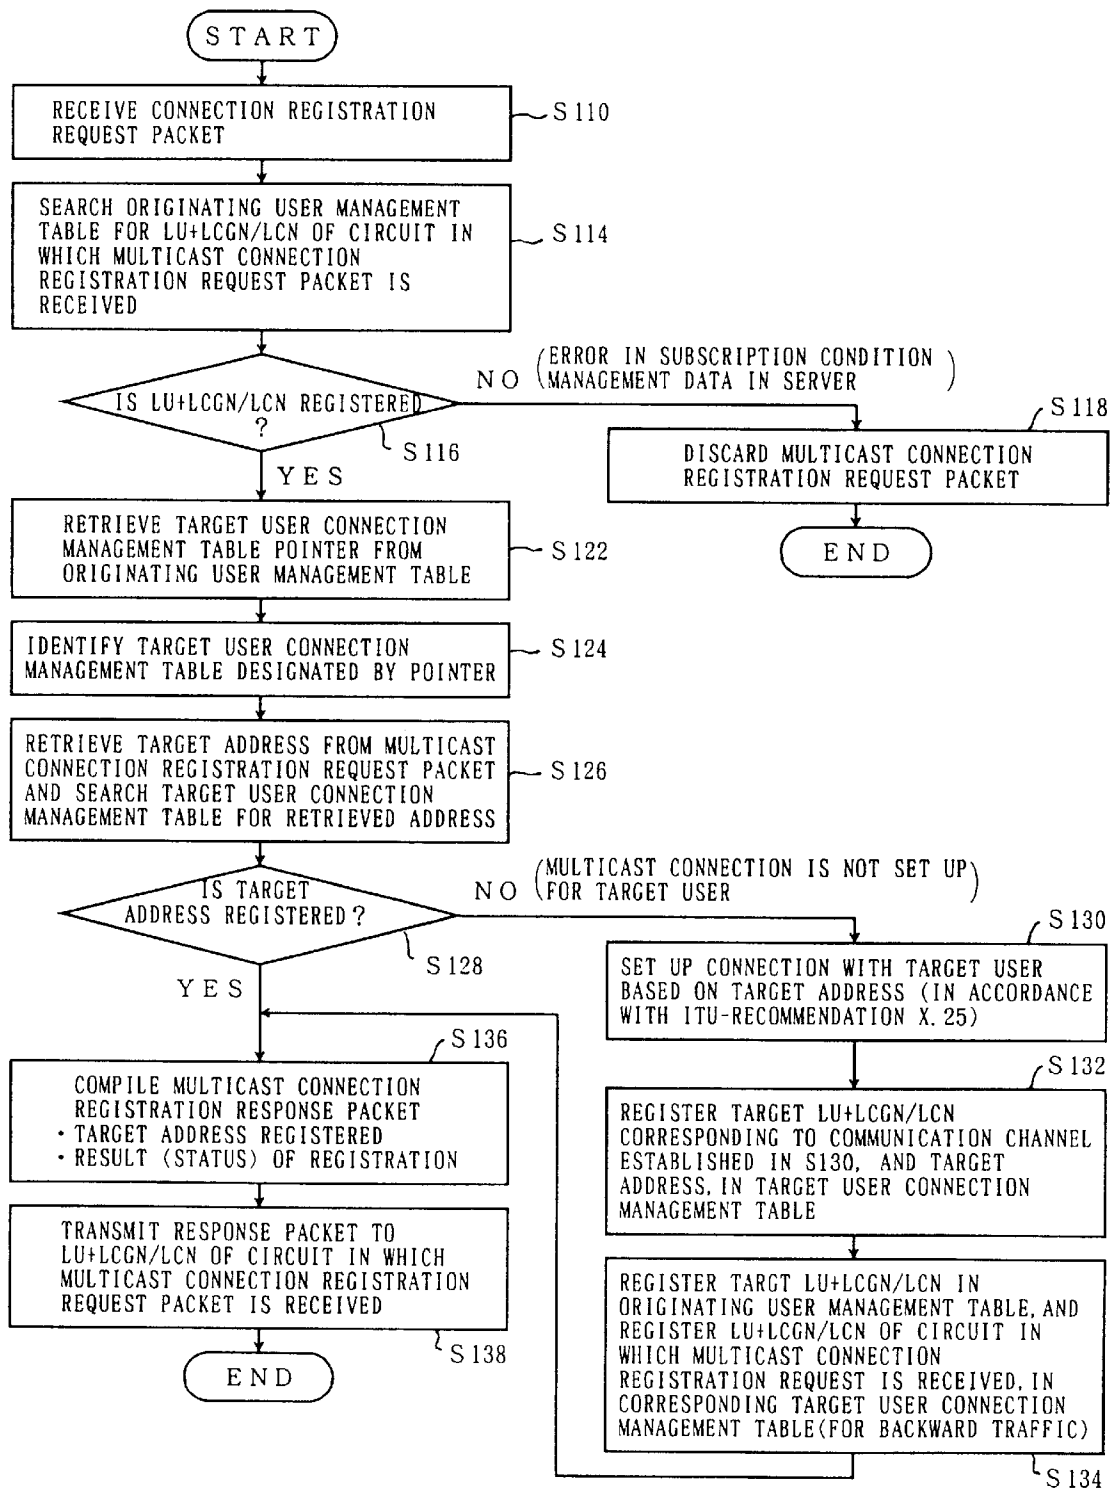 START
RECEIVE CONNECTION REGISTRATION
REQUEST PACKET
S110
SEARCH ORIGINATING USER MANAGEMENT
TABLE FOR LU+LCGN/LCN OF CIRCUIT IN
WHICH MULTICAST CONNECTION
REGISTRATION REQUEST PACKET IS
RECEIVED
S114
IS LU+LCGN/LCN REGISTERED
?
S116
NO (ERROR IN SUBSCRIPTION CONDITION
MANAGEMENT DATA IN SERVER)
S118
DISCARD MULTICAST CONNECTION
REGISTRATION REQUEST PACKET
END
YES
RETRIEVE TARGET USER CONNECTION
MANAGEMENT TABLE POINTER FROM
ORIGINATING USER MANAGEMENT TABLE
S122
IDENTIFY TARGET USER CONNECTION
MANAGEMENT TABLE DESIGNATED BY POINTER
S124
RETRIEVE TARGET ADDRESS FROM MULTICAST
CONNECTION REGISTRATION REQUEST PACKET
AND SEARCH TARGET USER CONNECTION
MANAGEMENT TABLE FOR RETRIEVED ADDRESS
S126
IS TARGET
ADDRESS REGISTERED?
S128
NO (MULTICAST CONNECTION IS NOT SET UP
FOR TARGET USER)
S130
SET UP CONNECTION WITH TARGET USER
BASED ON TARGET ADDRESS (IN ACCORDANCE
WITH ITU-RECOMMENDATION X.25)
S132
REGISTER TARGET LU+LCGN/LCN
CORRESPONDING TO COMMUNICATION CHANNEL
ESTABLISHED IN S130, AND TARGET
ADDRESS, IN TARGET USER CONNECTION
MANAGEMENT TABLE
REGISTER TARGT LU+LCGN/LCN IN
ORIGINATING USER MANAGEMENT TABLE, AND
REGISTER LU+LCGN/LCN OF CIRCUIT IN
WHICH MULTICAST CONNECTION
REGISTRATION REQUEST IS RECEIVED, IN
CORRESPONDING TARGET USER CONNECTION
MANAGEMENT TABLE(FOR BACKWARD TRAFFIC)
S134
YES
S136
COMPILE MULTICAST CONNECTION
REGISTRATION RESPONSE PACKET
・TARGET ADDRESS REGISTERED
・RESULT (STATUS) OF REGISTRATION
TRANSMIT RESPONSE PACKET TO
LU+LCGN/LCN OF CIRCUIT IN WHICH
MULTICAST CONNECTION REGISTRATION
REQUEST PACKET IS RECEIVED
S138
END